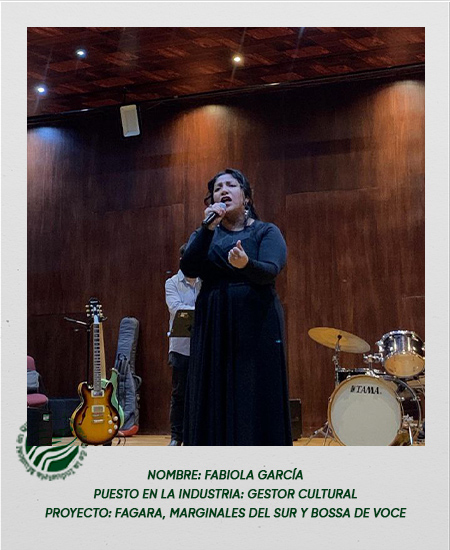 TAMA
NOMBRE: FABIOLA GARCÍA
PUESTO EN LA INDUSTRIA: GESTOR CULTURAL
PROYECTO: FAGARA, MARGINALES DEL SUR Y BOSSA DE VOCE